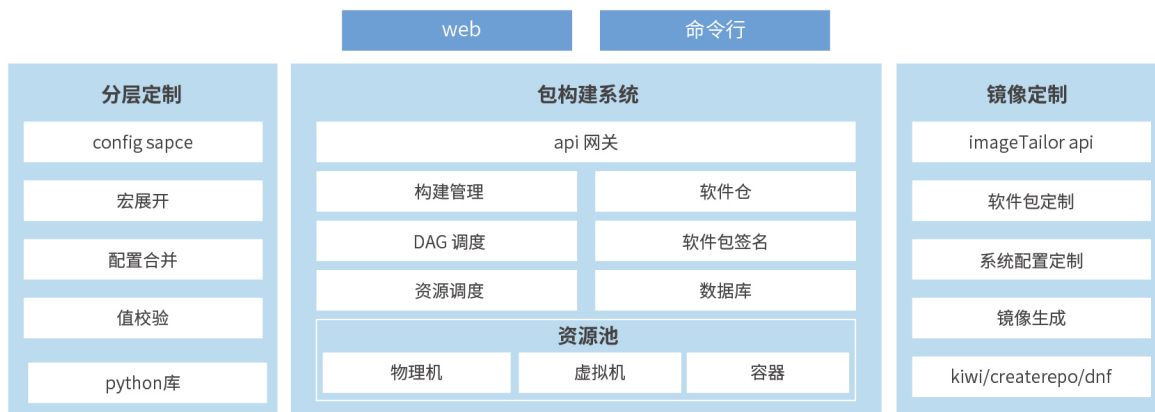 web
命令行
分层定制
config sapce
宏展开
配置合并
值校验
python库
包构建系统
api 网关
构建管理
软件仓
DAG 调度
软件包签名
资源调度
数据库
资源池
物理机
虚拟机
容器
镜像定制
imageTailor api
软件包定制
系统配置定制
镜像生成
kiwi/createrepo/dnf